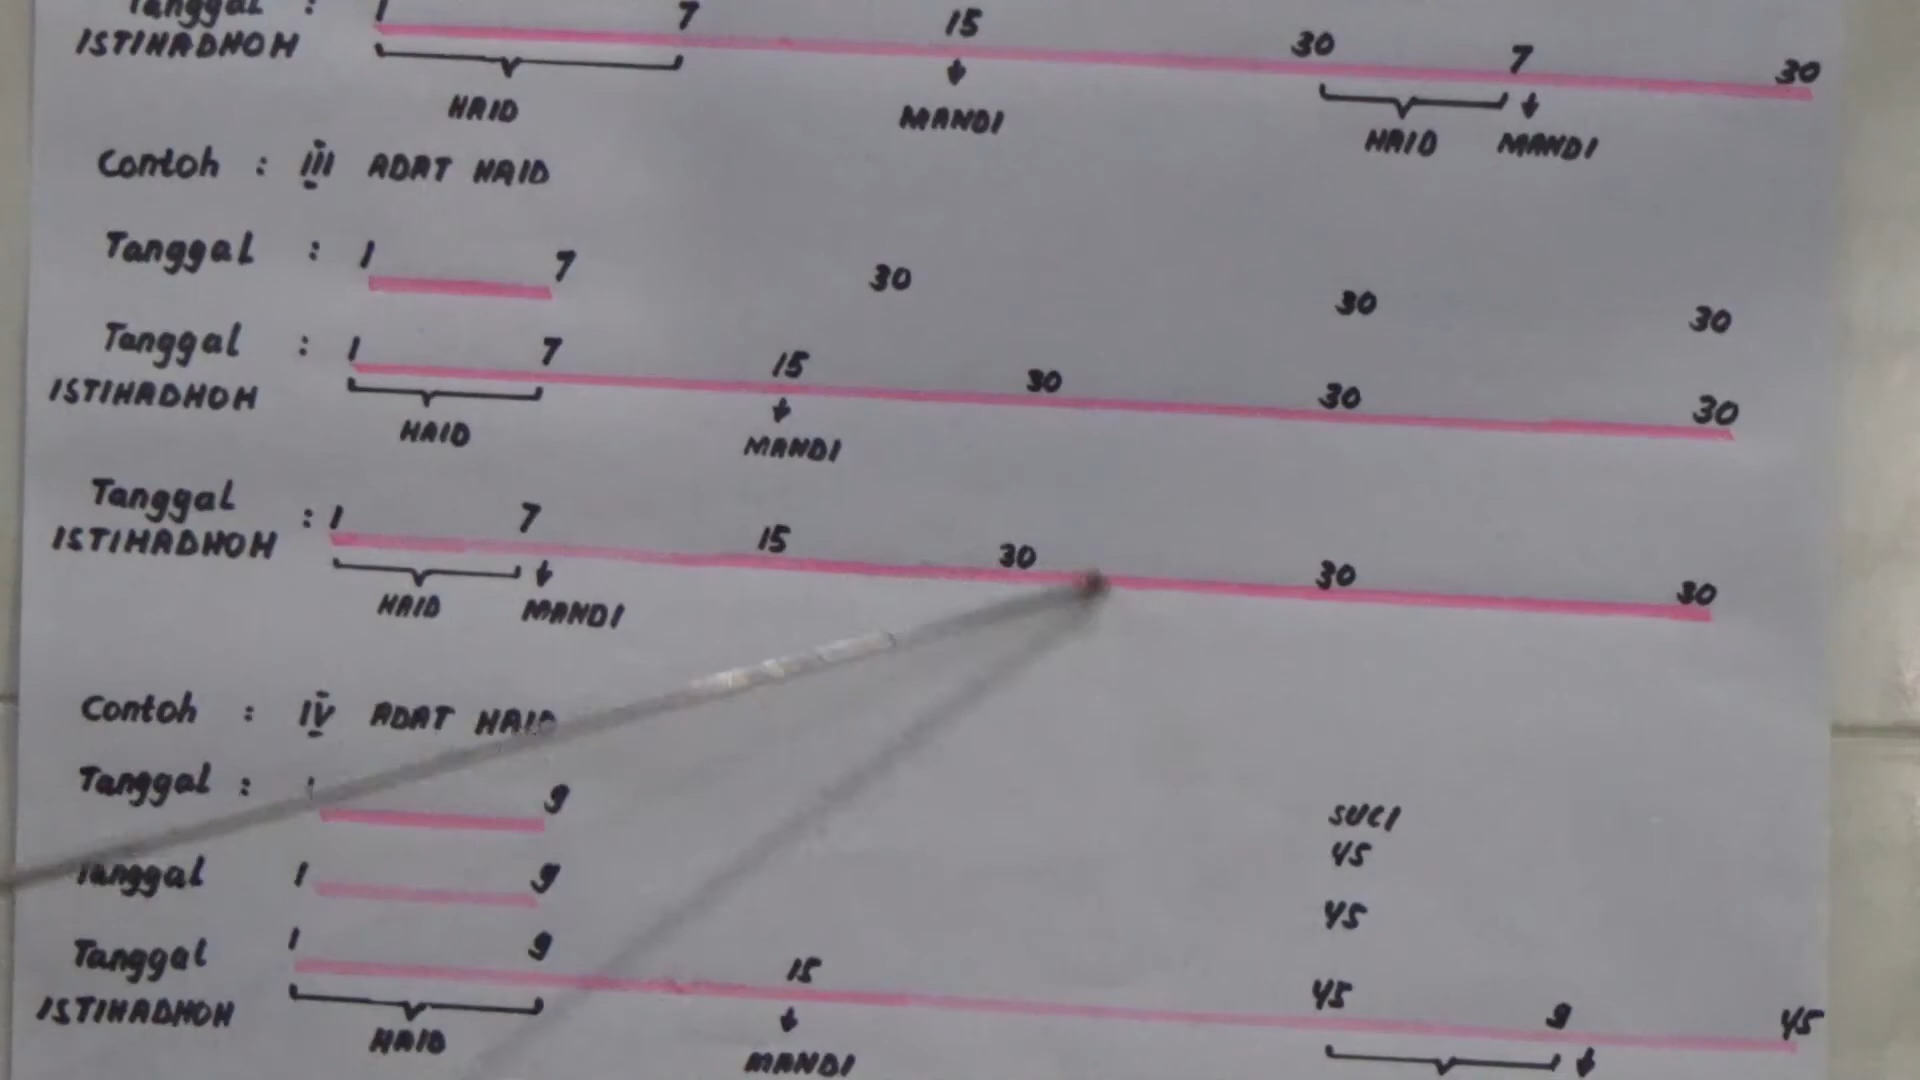 Tanggal : 1 7 15 30 7 30
ISTIHADHOH
HAID MANDI HAID MANDI
Contoh : III ADAT HAID
Tanggal : 1 7 30 30 30
Tanggal : 1 7 15 30 30 30
ISTIHADHOH
HAID MANDI
Tanggal : 1 7 15 30 30 30
ISTIHADHOH
HAID MANDI
Contoh : IV ADAT HAID
Tanggal : 1 9 SUCI
45
Tanggal 1 9 45
Tanggal 1 9 15 45 9 45
ISTIHADHOH
HAID MANDI